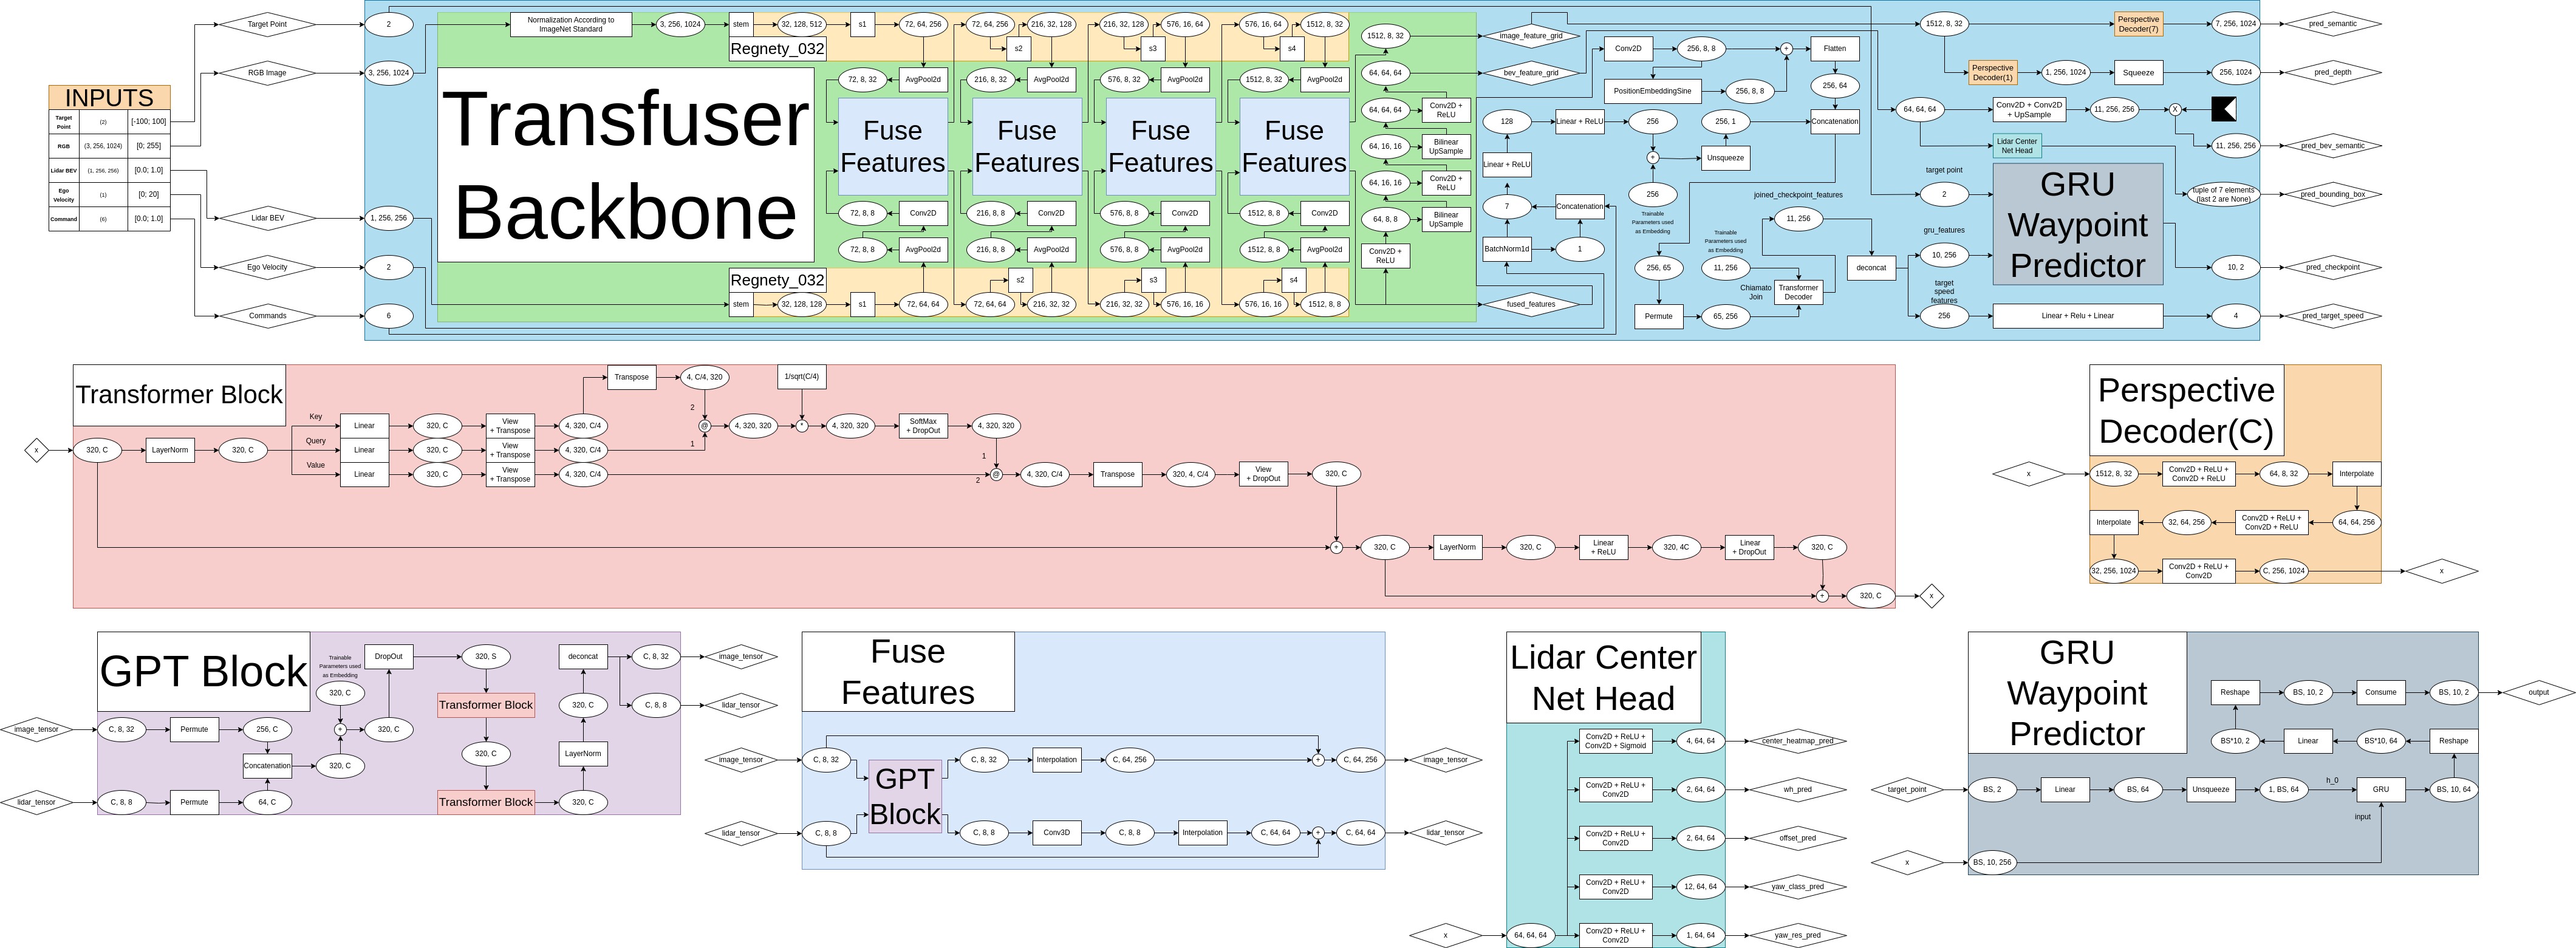 INPUTS
Target
Point
(2)
[-100; 100]
RGB
(3, 256, 1024)
[0; 255]
Lidar BEV
(1, 256, 256)
[0.0; 1.0]
Ego
Velocity
(1)
[0; 20]
Command
(6)
[0.0; 1.0]
Target Point
RGB Image
Lidar BEV
Ego Velocity
Commands
2
3, 256, 1024
1, 256, 256
2
6
Transfuser
Backbone
Normalization According to
ImageNet Standard
3, 256, 1024
stem
32, 128, 512
s1
72, 64, 256
72, 64, 256
s2
216, 32, 128
216, 32, 128
s3
576, 16, 64
576, 16, 64
s4
1512, 8, 32
Regnety_032
72, 8, 32
AvgPool2d
216, 8, 32
AvgPool2d
576, 8, 32
AvgPool2d
1512, 8, 32
AvgPool2d
Fuse
Features
Fuse
Features
Fuse
Features
Fuse
Features
72, 8, 8
Conv2D
216, 8, 8
Conv2D
576, 8, 8
Conv2D
1512, 8, 8
Conv2D
72, 8, 8
AvgPool2d
216, 8, 8
AvgPool2d
576, 8, 8
AvgPool2d
1512, 8, 8
AvgPool2d
Regnety_032
stem
32, 128, 128
s1
72, 64, 64
72, 64, 64
s2
216, 32, 32
216, 32, 32
s3
576, 16, 16
576, 16, 16
s4
1512, 8, 8
1512, 8, 32
64, 64, 64
64, 64, 64
Conv2D +
ReLU
64, 16, 16
Bilinear
UpSample
64, 16, 16
Conv2D +
ReLU
64, 8, 8
Bilinear
UpSample
Conv2D +
ReLU
image_feature_grid
bev_feature_grid
fused_features
Conv2D
256, 8, 8
+
Flatten
PositionEmbeddingSine
256, 8, 8
256, 64
128
Linear + ReLU
256
256, 1
Concatenation
+
Unsqueeze
Linear + ReLU
256
Trainable
Parameters used
as Embedding
7
Concatenation
BatchNorm1d
1
joined_checkpoint_features
11, 256
Trainable
Parameters used
as Embedding
256, 65
11, 256
Chiamato
Join
Transformer
Decoder
Permute
65, 256
deconcat
1512, 8, 32
Perspective
Decoder(7)
7, 256, 1024
pred_semantic
Perspective
Decoder(1)
1, 256, 1024
Squeeze
256, 1024
pred_depth
64, 64, 64
Conv2D + Conv2D
+ UpSample
11, 256, 256
X
11, 256, 256
pred_bev_semantic
Lidar Center
Net Head
tuple of 7 elements
(last 2 are None)
pred_bounding_box
target point
2
GRU
Waypoint
Predictor
gru_features
10, 256
10, 2
pred_checkpoint
target
speed
features
256
Linear + Relu + Linear
4
pred_target_speed
Transformer Block
x
320, C
LayerNorm
320, C
Key
Linear
320, C
View
+ Transpose
4, 320, C/4
Query
Linear
320, C
View
+ Transpose
4, 320, C/4
Value
Linear
320, C
View
+ Transpose
4, 320, C/4
Transpose
4, C/4, 320
2
1
@
4, 320, 320
1/sqrt(C/4)
*
4, 320, 320
SoftMax
+ DropOut
4, 320, 320
1
2
@
4, 320, C/4
Transpose
320, 4, C/4
View
+ DropOut
320, C
+
320, C
LayerNorm
320, C
Linear
+ ReLU
320, 4C
Linear
+ DropOut
320, C
+
320, C
x
Perspective
Decoder(C)
x
1512, 8, 32
Conv2D + ReLU +
Conv2D + ReLU
64, 8, 32
Interpolate
Interpolate
32, 64, 256
Conv2D + ReLU +
Conv2D + ReLU
64, 64, 256
32, 256, 1024
Conv2D + ReLU +
Conv2D
C, 256, 1024
x
GPT Block
image_tensor
C, 8, 32
Permute
256, C
Concatenation
lidar_tensor
C, 8, 8
Permute
64, C
Trainable
Parameters used
as Embedding
320, C
+
320, C
320, C
DropOut
320, S
Transformer Block
320, C
Transformer Block
320, C
LayerNorm
320, C
deconcat
C, 8, 32
image_tensor
C, 8, 8
lidar_tensor
Fuse
Features
image_tensor
C, 8, 32
lidar_tensor
C, 8, 8
GPT
Block
C, 8, 32
Interpolation
C, 64, 256
+
C, 64, 256
image_tensor
C, 8, 8
Conv3D
C, 8, 8
Interpolation
C, 64, 64
+
C, 64, 64
lidar_tensor
Lidar Center
Net Head
x
64, 64, 64
Conv2D + ReLU +
Conv2D + Sigmoid
4, 64, 64
center_heatmap_pred
Conv2D + ReLU +
Conv2D
2, 64, 64
wh_pred
Conv2D + ReLU +
Conv2D
2, 64, 64
offset_pred
Conv2D + ReLU +
Conv2D
12, 64, 64
yaw_class_pred
Conv2D + ReLU +
Conv2D
1, 64, 64
yaw_res_pred
GRU
Waypoint
Predictor
Reshape
BS, 10, 2
Consume
BS, 10, 2
output
BS*10, 2
Linear
BS*10, 64
Reshape
target_point
BS, 2
Linear
BS, 64
Unsqueeze
1, BS, 64
h_0
GRU
BS, 10, 64
input
x
BS, 10, 256